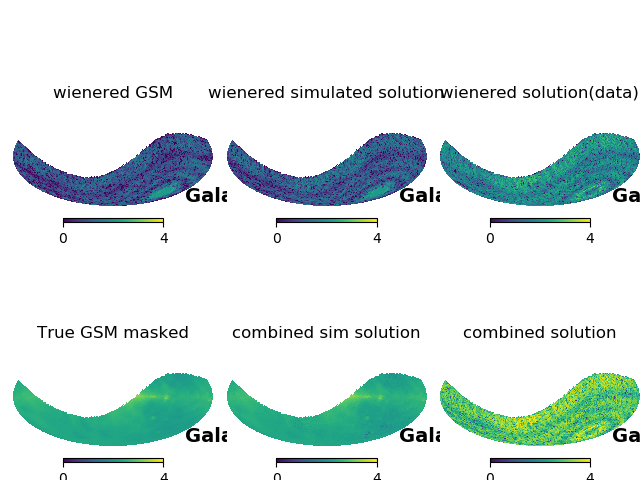 wienered GSM
wienered simulated solution
wienered solution(data)
Gala
Gala
Ga
0 4
0 4
0 4
True GSM masked
combined sim solution
combined solution
Gala
Gala
Ga
0 4
0 4
0 4